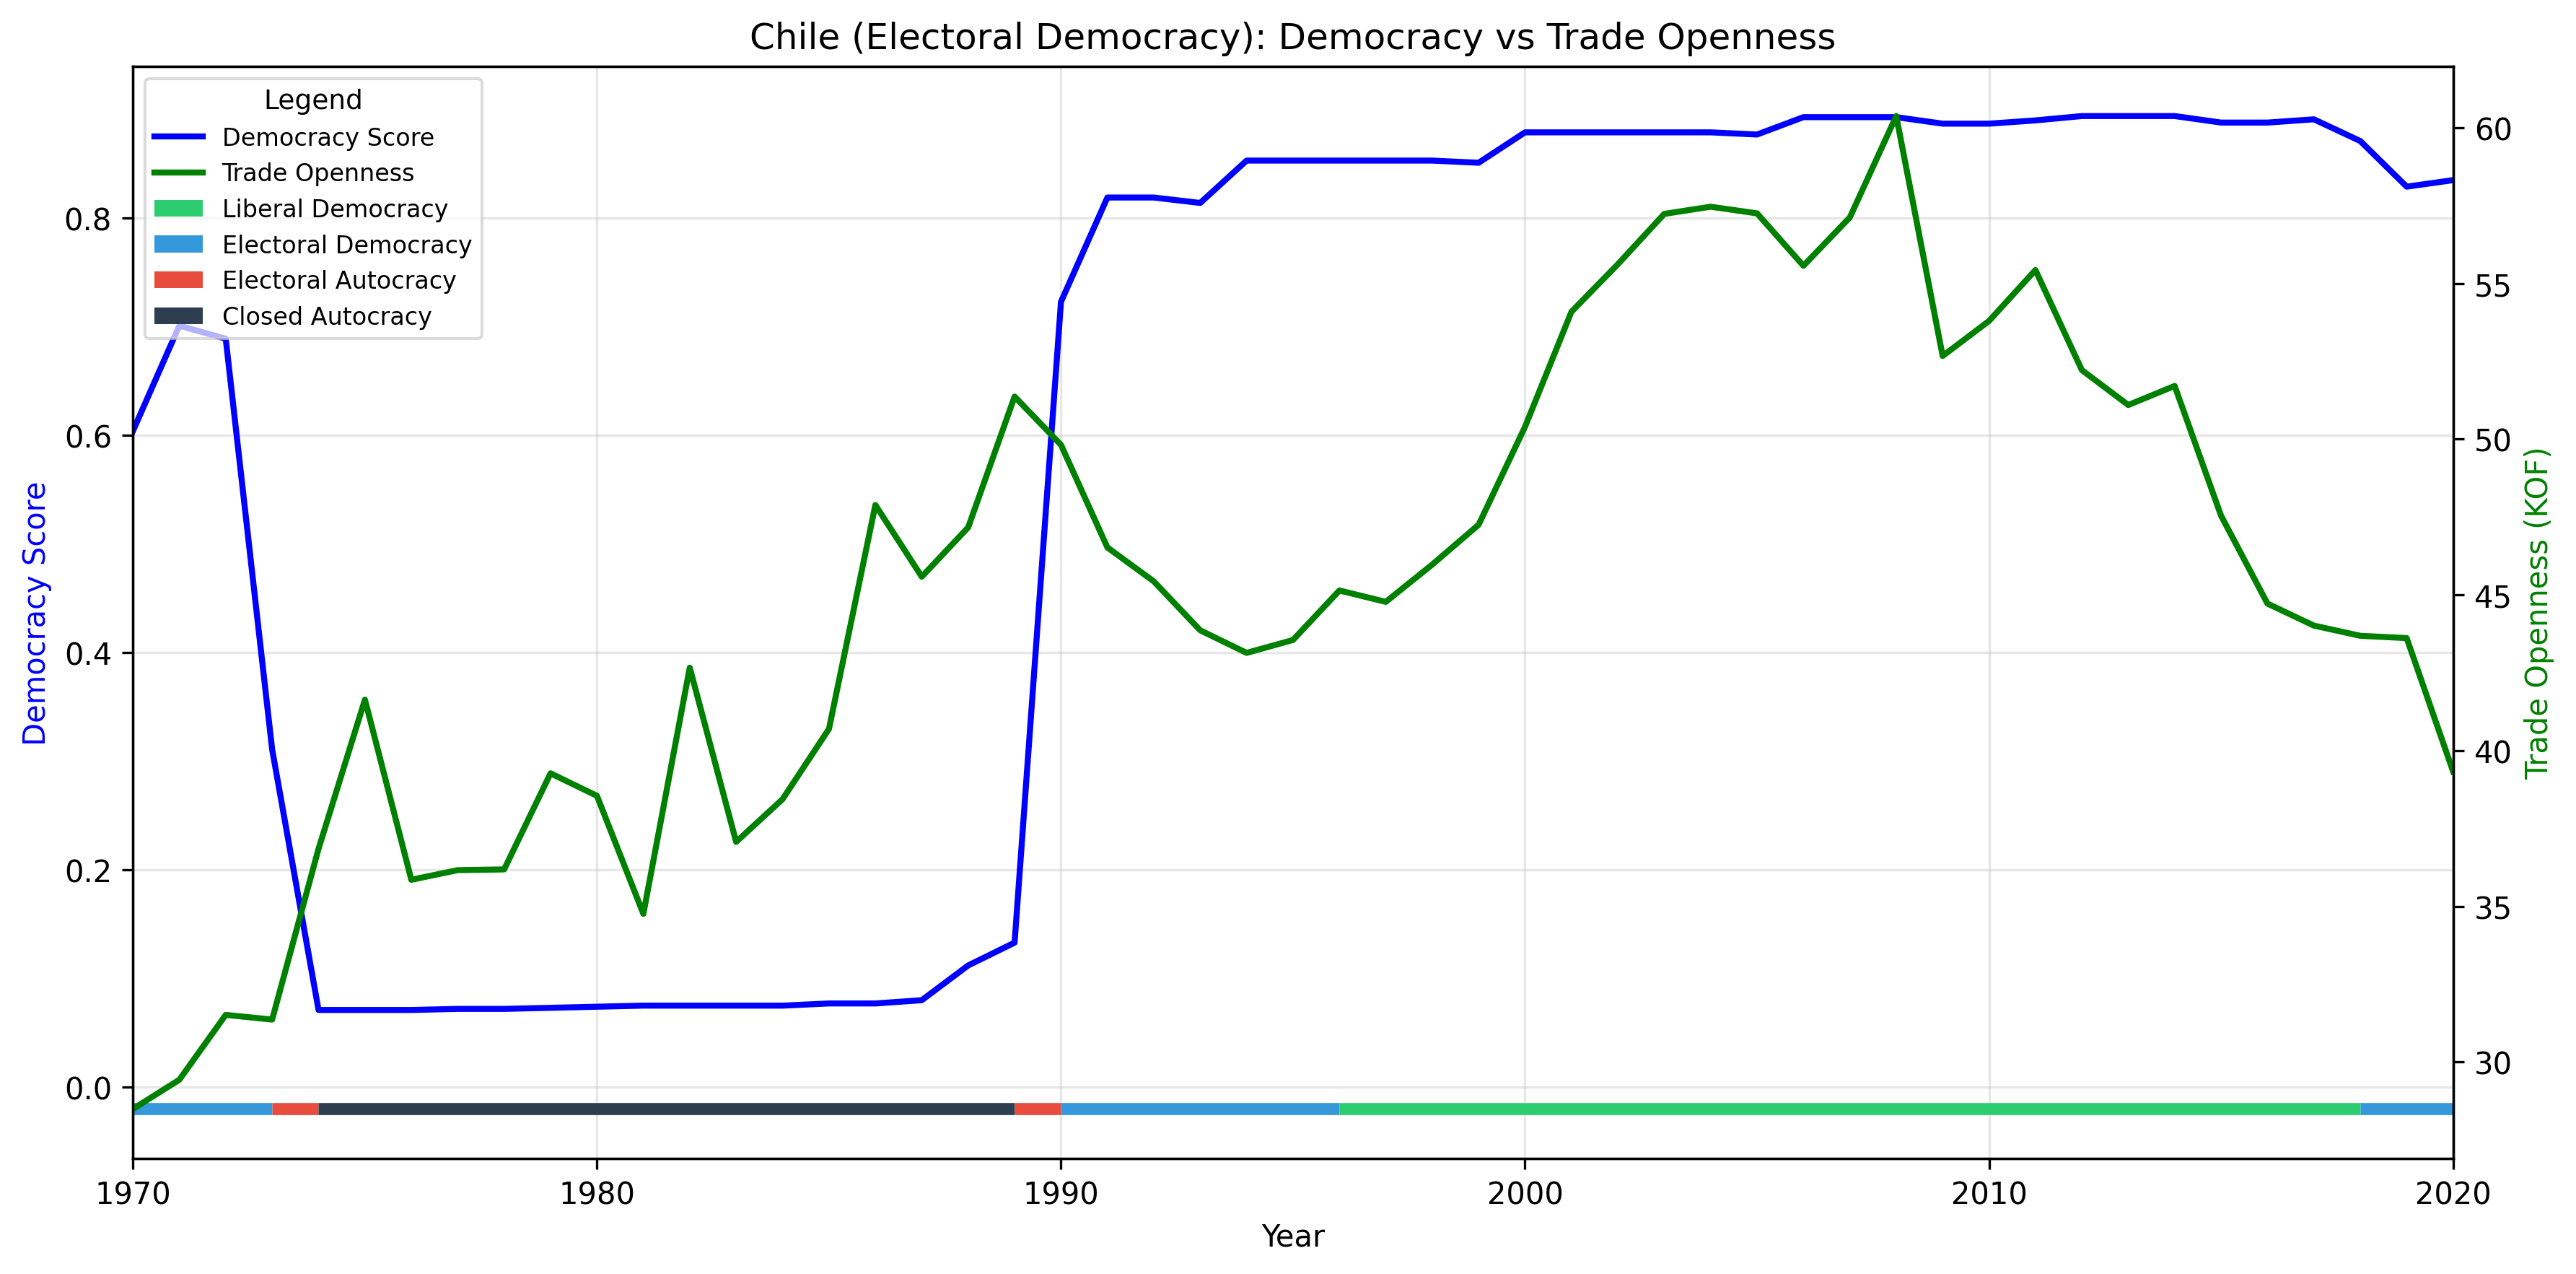 Chile (Electoral Democracy): Democracy vs Trade Openness
Legend
Democracy Score
Trade Openness
Liberal Democracy
Electoral Democracy
Electoral Autocracy
Closed Autocracy
Democracy Score
0.8
0.6
0.4
0.2
0.0
60
55
50
45
40
35
30
Trade Openness (KOF)
1970 1980 1990 2000 2010 2020
Year